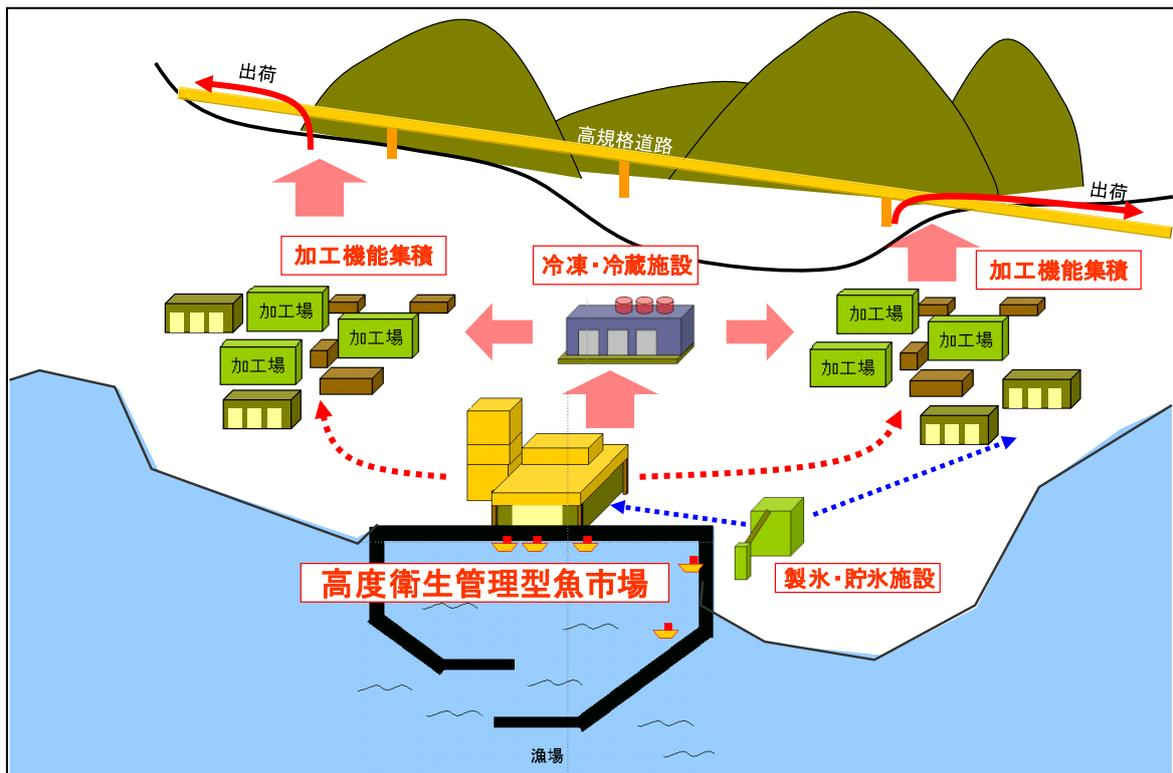 出荷
高規格道路
出荷
加工機能集積
冷凍・冷蔵施設
加工機能集積
加工場
加工場
加工場
加工場
加工場
加工場
高度衛生管理型魚市場
製氷・貯氷施設
漁場